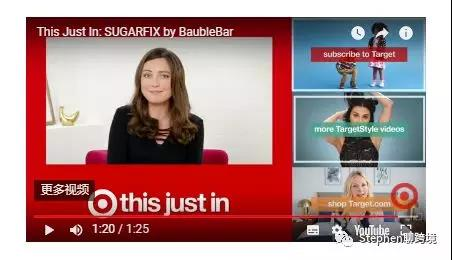 This Just In: SUGARFIX by BaubleBar
subscribe to Target
more TargetStyle videos
更多视频
this just in
shop Target.com
1:20 / 1:25
YouTube
Stephen聊跨境